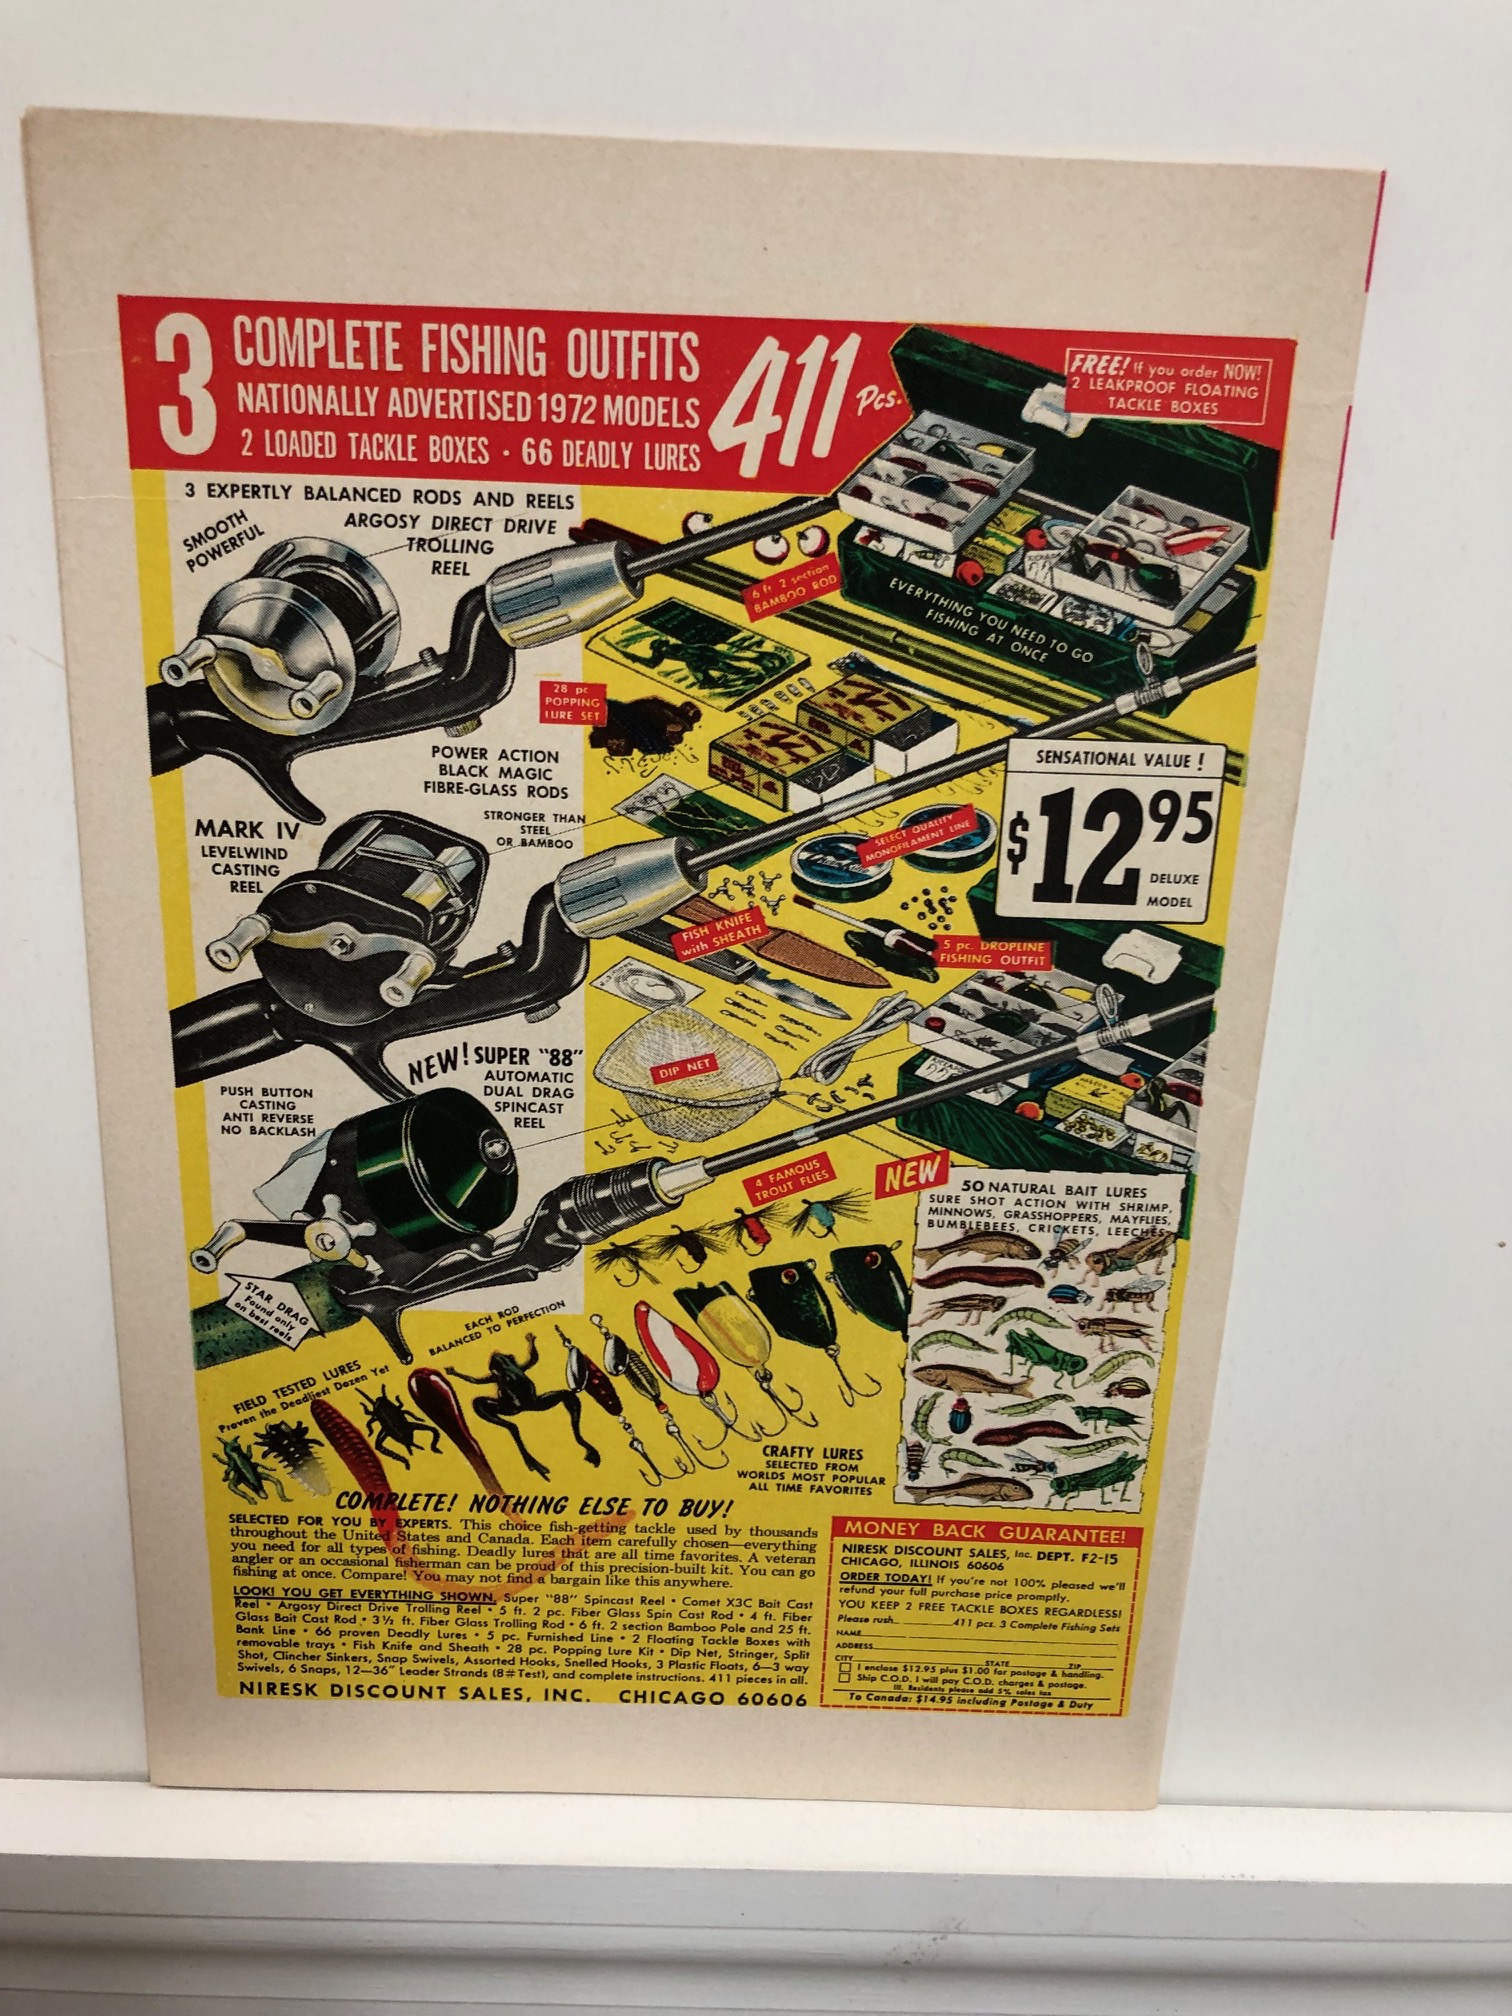 3
COMPLETE FISHING OUTFITS
NATIONALLY ADVERTISED 1972 MODELS
2 LOADED TACKLE BOXES · 66 DEADLY LURES
411 Pcs.
FREE! If you order NOW!
2 LEAKPROOF FLOATING
TACKLE BOXES
3 EXPERTLY BALANCED RODS AND REELS
SMOOTH
POWERFUL
ARGOSY DIRECT DRIVE
TROLLING
REEL
6 ft 2 section
BAMBOO ROD
EVERYTHING YOU NEED TO GO
FISHING AT
ONCE
28 pc
POPPING
LURE SET
POWER ACTION
BLACK MAGIC
FIBRE-GLASS RODS
STRONGER THAN
STEEL
OR BAMBOO
SENSATIONAL VALUE !
$12.95
DELUXE
MODEL
MARK IV
LEVELWIND
CASTING
REEL
SELECT QUALITY
MONOFILAMENT LINE
FISH KNIFE
with SHEATH
5 pc. DROPLINE
FISHING OUTFIT
DIP NET
NEW! SUPER "88"
AUTOMATIC
DUAL DRAG
SPINCAST
REEL
PUSH BUTTON
CASTING
ANTI REVERSE
NO BACKLASH
4 FAMOUS
TROUT FLIES
NEW
50 NATURAL BAIT LURES
SURE SHOT ACTION WITH SHRIMP,
MINNOWS, GRASSHOPPERS, MAYFLIES,
BUMBLEBEES, CRICKETS, LEECHES
STAR DRAG
Found only
on best reels
EACH ROD
BALANCED TO PERFECTION
FIELD TESTED LURES
Proven the Deadliest Dozen Yet
CRAFTY LURES
SELECTED FROM
WORLDS MOST POPULAR
ALL TIME FAVORITES
COMPLETE! NOTHING ELSE TO BUY!
SELECTED FOR YOU BY EXPERTS. This choice fish-getting tackle used by thousands
throughout the United States and Canada. Each item carefully chosen—everything
you need for all types of fishing. Deadly lures that are all time favorites. A veteran
angler or an occasional fisherman can be proud of this precision-built kit. You can go
fishing at once. Compare! You may not find a bargain like this anywhere.
LOOK! YOU GET EVERYTHING SHOWN. Super "88" Spincast Reel • Comet X3C Bait Cast
Reel • Argosy Direct Drive Trolling Reel • 5 ft. 2 pc. Fiber Glass Spin Cast Rod • 4 ft. Fiber
Glass Bait Cast Rod • 3½ ft. Fiber Glass Trolling Rod • 6 ft. 2 section Bamboo Pole and 25 ft.
Bank Line • 66 proven Deadly Lures • 5 pc. Furnished Line • 2 Floating Tackle Boxes with
removable trays • Fish Knife and Sheath • 28 pc. Popping Lure Kit • Dip Net, Stringer, Split
Shot, Clincher Sinkers, Snap Swivels, Assorted Hooks, Snelled Hooks, 3 Plastic Floats, 6—3 way
Swivels, 6 Snaps, 12—36" Leader Strands (8# Test), and complete instructions. 411 pieces in all.
NIRESK DISCOUNT SALES, INC. CHICAGO 60606
MONEY BACK GUARANTEE!
NIRESK DISCOUNT SALES, Inc. DEPT. F2-15
CHICAGO, ILLINOIS 60606
ORDER TODAY! If you're not 100% pleased we'll
refund your full purchase price promptly.
YOU KEEP 2 FREE TACKLE BOXES REGARDLESS!
Please rush 411 pcs. 3 Complete Fishing Sets
NAME
ADDRESS
CITY STATE ZIP
I enclose $12.95 plus $1.00 for postage & handling.
Ship C.O.D. I will pay C.O.D. charges & postage.
Ill. Residents please add 5% sales tax
To Canada: $14.95 including Postage & Duty